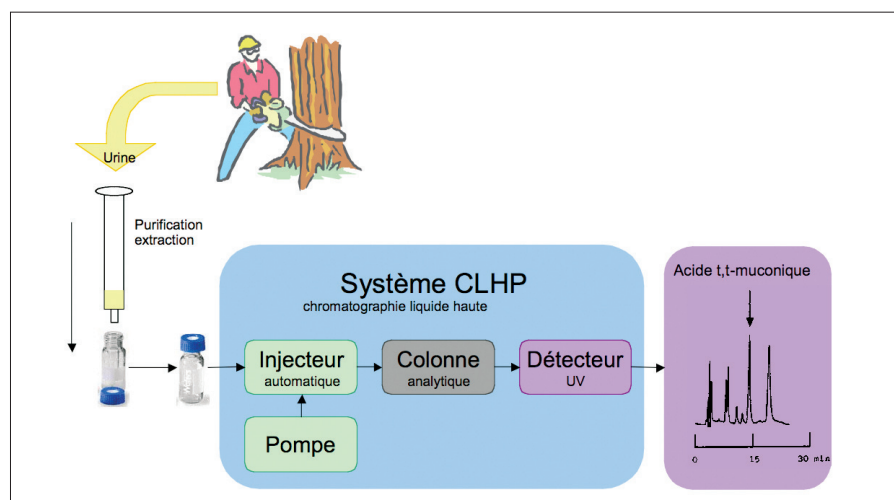 Urine
Purification
extraction
Système CLHP
chromatographie liquide haute
Injecteur
automatique
Colonne
analytique
Détecteur
UV
Pompe
Acide t,t-muconique
0 15 30 min